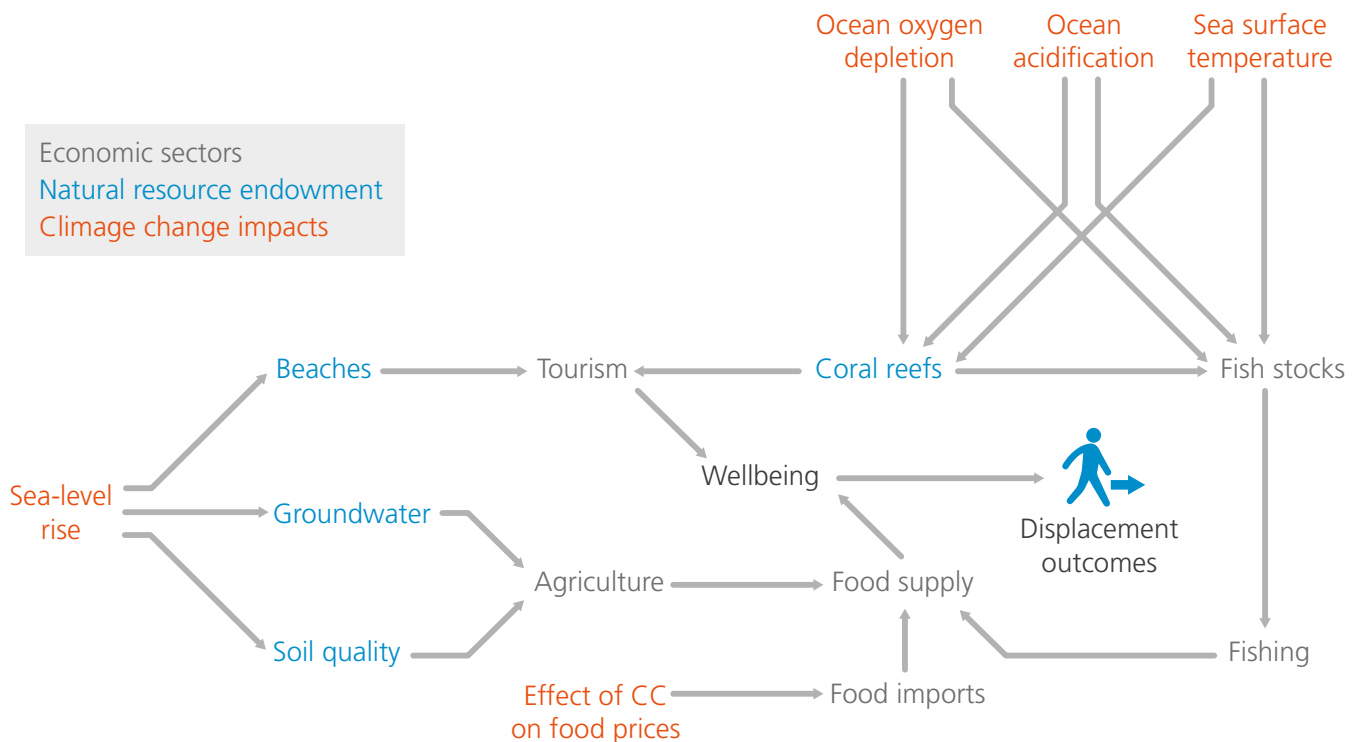 Ocean oxygen
depletion
Ocean
acidification
Sea surface
temperature
Economic sectors
Natural resource endowment
Climage change impacts
Beaches
Tourism
Coral reefs
Fish stocks
Wellbeing
Sea-level
rise
Groundwater
Displacement
outcomes
Agriculture
Food supply
Soil quality
Fishing
Effect of CC
on food prices
Food imports